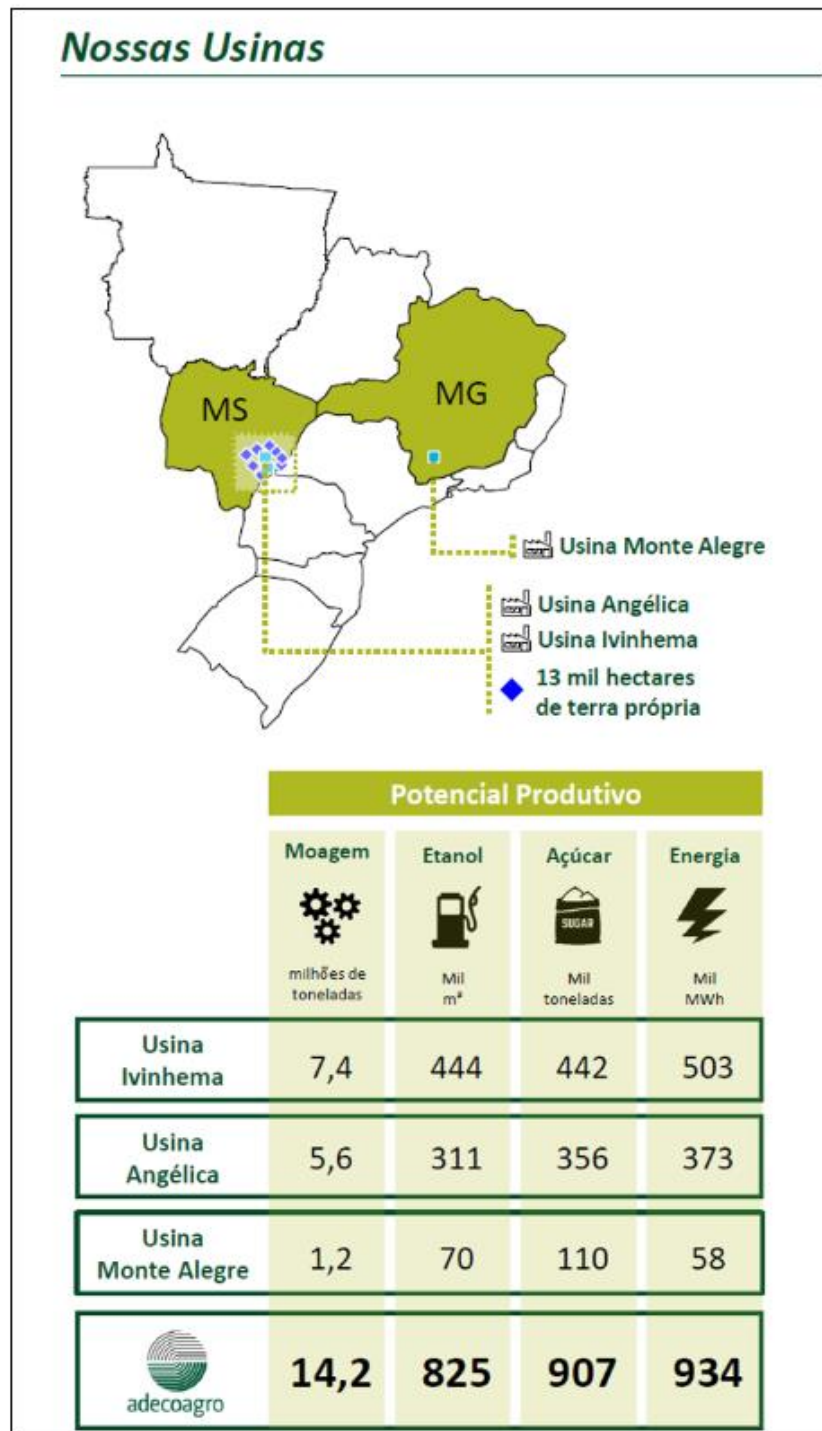 Nossas Usinas
MS
MG
Usina Monte Alegre
Usina Angélica
Usina Ivinhema
13 mil hectares
de terra própria
Potencial Produtivo
Moagem Etanol Açúcar Energia
SUGAR
milhões de
toneladas
Mil
m³
Mil
toneladas
Mil
MWh
Usina
Ivinhema
7,4 444 442 503
Usina
Angélica
5,6 311 356 373
Usina
Monte Alegre
1,2 70 110 58
adecoagro
14,2 825 907 934